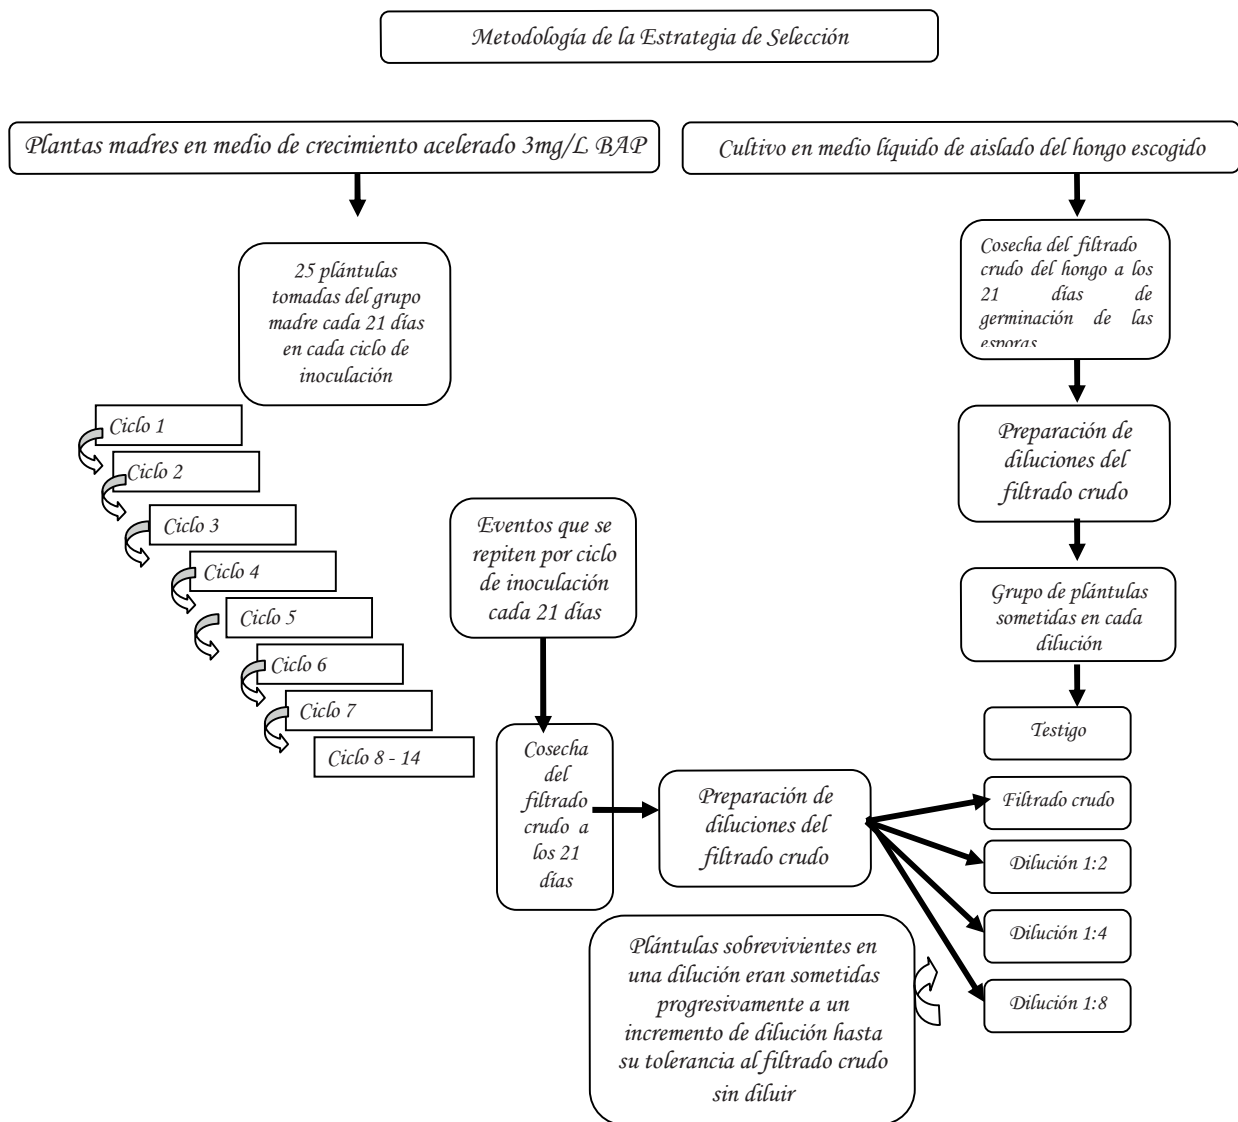 Metodología de la Estrategia de Selección
Plantas madres en medio de crecimiento acelerado 3mg/L BAP
Cultivo en medio líquido de aislado del hongo escogido
25 plántulas
tomadas del grupo
madre cada 21 días
en cada ciclo de
inoculación
Cosecha del filtrado
crudo del hongo a los
21 días de
germinación de las
esporas
Ciclo 1
Ciclo 2
Ciclo 3
Ciclo 4
Ciclo 5
Ciclo 6
Ciclo 7
Ciclo 8 - 14
Preparación de
diluciones del
filtrado crudo
Eventos que se
repiten por ciclo
de inoculación
cada 21 días
Grupo de plántulas
sometidas en cada
dilución
Cosecha
del
filtrado
crudo a
los 21
días
Preparación de
diluciones del
filtrado crudo
Testigo
Filtrado crudo
Dilución 1:2
Dilución 1:4
Dilución 1:8
Plántulas sobrevivientes en
una dilución eran sometidas
progresivamente a un
incremento de dilución hasta
su tolerancia al filtrado crudo
sin diluir